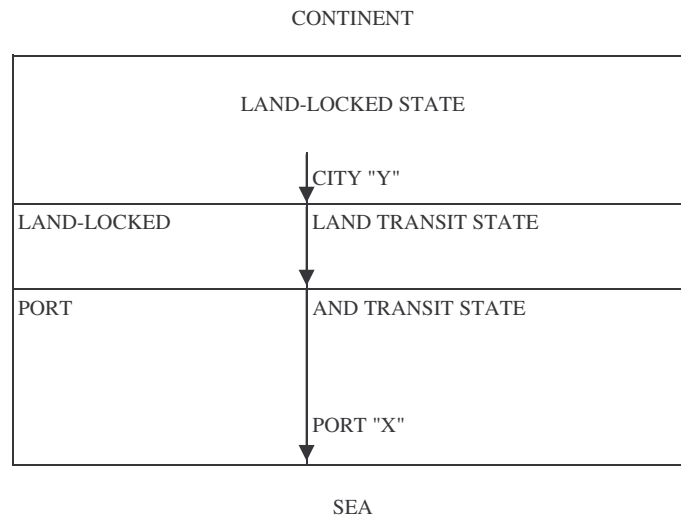 CONTINENT
LAND-LOCKED STATE
CITY "Y"
LAND-LOCKED LAND TRANSIT STATE
PORT AND TRANSIT STATE
PORT "X"
SEA